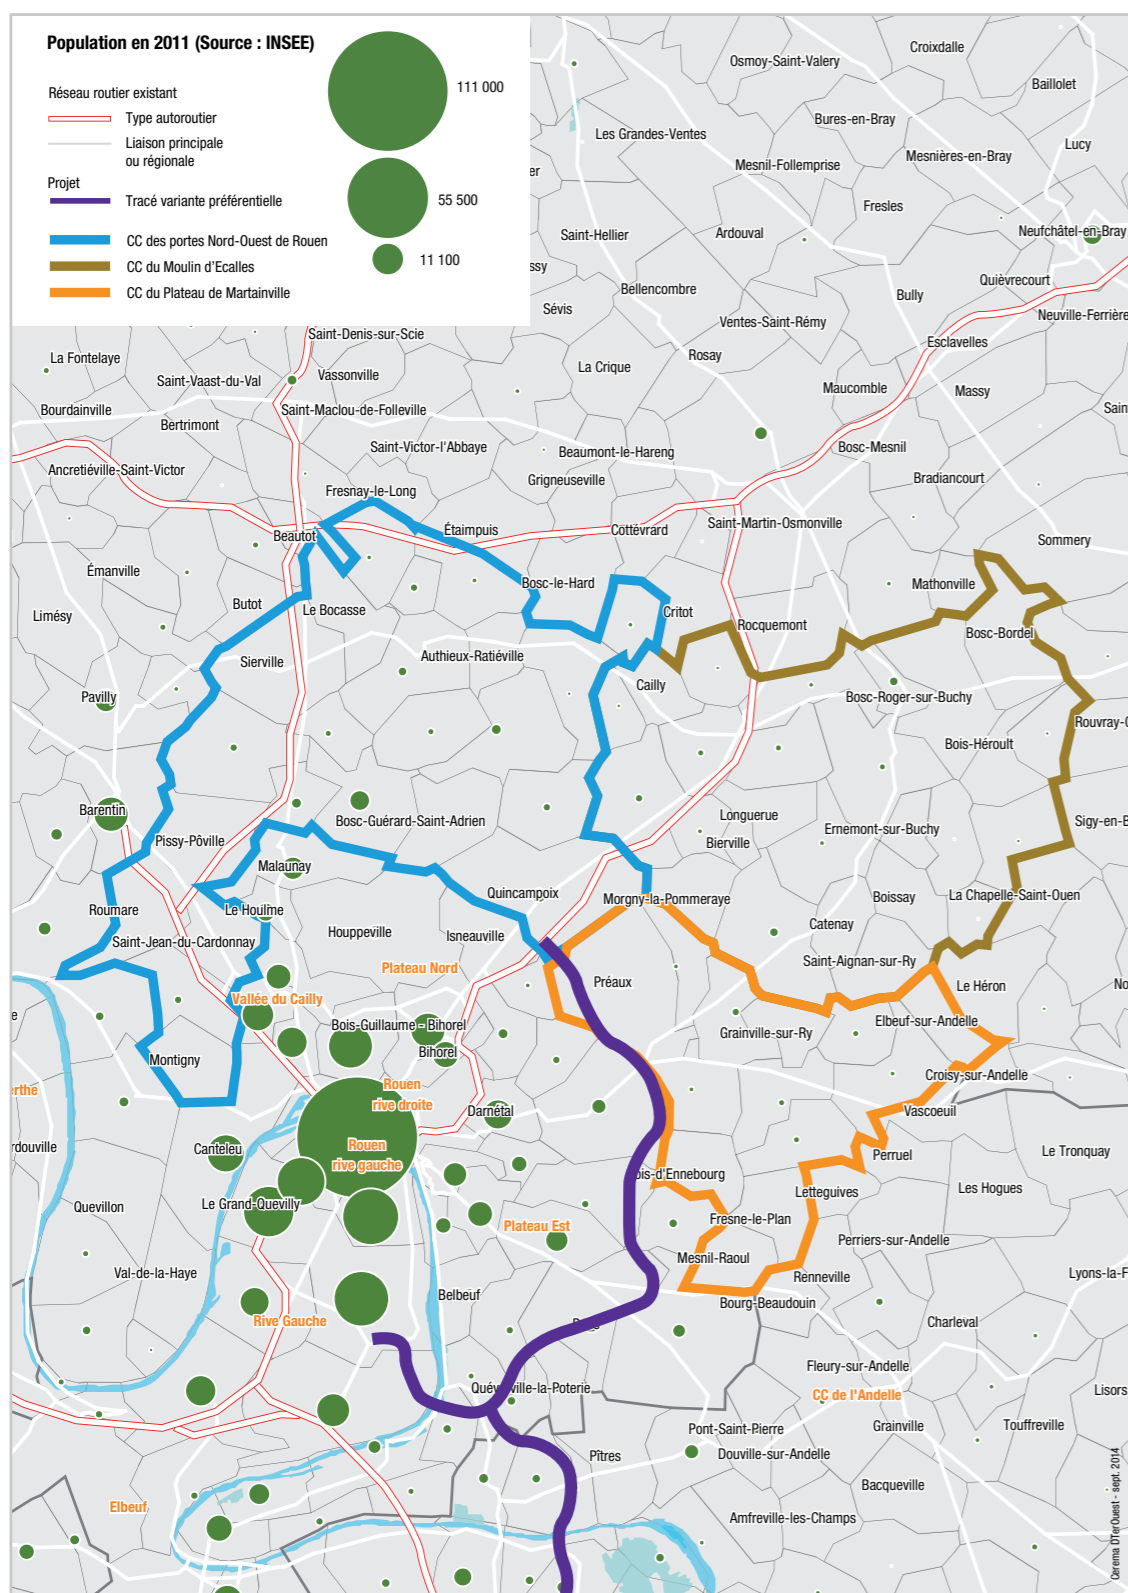 Population en 2011 (Source : INSEE)
111 000
Réseau routier existant
Type autoroutier
Liaison principale
ou régionale
Projet
55 500
Tracé variante préférentielle
CC des portes Nord-Ouest de Rouen
11 100
CC du Moulin d'Ecalles
CC du Plateau de Martainville
Croixdalle
Osmoy-Saint-Valery
Baillolet
Bures-en-Bray
Les Grandes-Ventes
Lucy
Mesnières-en-Bray
Mesnil-Follemprise
Fresles
Saint-Hellier
Ardouval
Neufchâtel-en-Bray
Quièvrecourt
Bellencombre
Bully
Sévis
Ventes-Saint-Rémy
Neuville-Ferrière
Saint-Denis-sur-Scie
Esclavelles
La Fontelaye
Rosay
La Crique
Saint-Vaast-du-Val
Vassonville
Maucomble
Massy
Bourdainville
Saint-Maclou-de-Folleville
Bertrimont
Saint-Victor-l'Abbaye
Beaumont-le-Hareng
Bosc-Mesnil
Ancretiéville-Saint-Victor
Grigneuseville
Bradiancourt
Fresnay-le-Long
Saint-Martin-Osmonville
Beautot
Étaimpuis
Cottévrard
Sommery
Émanville
Bosc-le-Hard
Mathonville
Butot
Le Bocasse
Critot
Limésy
Rocquemont
Bosc-Bordel
Sierville
Authieux-Ratiéville
Cailly
Pavilly
Bosc-Roger-sur-Buchy
Bois-Héroult
Barentin
Bosc-Guérard-Saint-Adrien
Longuerue
Ernemont-sur-Buchy
Pissy-Pôville
Bierville
Malaunay
Quincampoix
Morgny-la-Pommeraye
Boissay
La Chapelle-Saint-Ouen
Roumare
Le Houlme
Houppeville
Isneauville
Catenay
Saint-Jean-du-Cardonnay
Saint-Aignan-sur-Ry
Plateau Nord
Préaux
Le Héron
Vallée du Cailly
Elbeuf-sur-Andelle
Bois-Guillaume - Bihorel
Grainville-sur-Ry
Bihorel
Montigny
Croisy-sur-Andelle
Rouen
rive droite
Darnétal
Vascoeuil
Canteleu
Rouen
rive gauche
Perruel
Le Tronquay
Le Grand-Quevilly
Letteguives
Les Hogues
Quevillon
Plateau Est
Fresne-le-Plan
Perriers-sur-Andelle
Mesnil-Raoul
Val-de-la-Haye
Renneville
Belbeuf
Bourg-Beaudouin
Rive Gauche
Charleval
Fleury-sur-Andelle
CC de l'Andelle
Grainville
Touffreville
Pont-Saint-Pierre
Pîtres
Douville-sur-Andelle
Bacqueville
Elbeuf
Amfreville-les-Champs
Cerema DTerOuest - sept. 2014